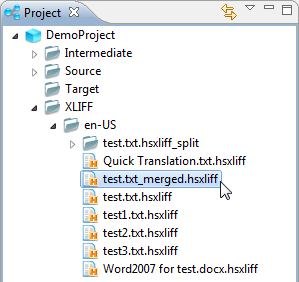 Project
DemoProject
Intermediate
Source
Target
XLIFF
en-US
test.txt.hsxliff_split
Quick Translation.txt.hsxliff
test.txt_merged.hsxliff
test.txt.hsxliff
test1.txt.hsxliff
test2.txt.hsxliff
test3.txt.hsxliff
Word2007 for test.docx.hsxliff